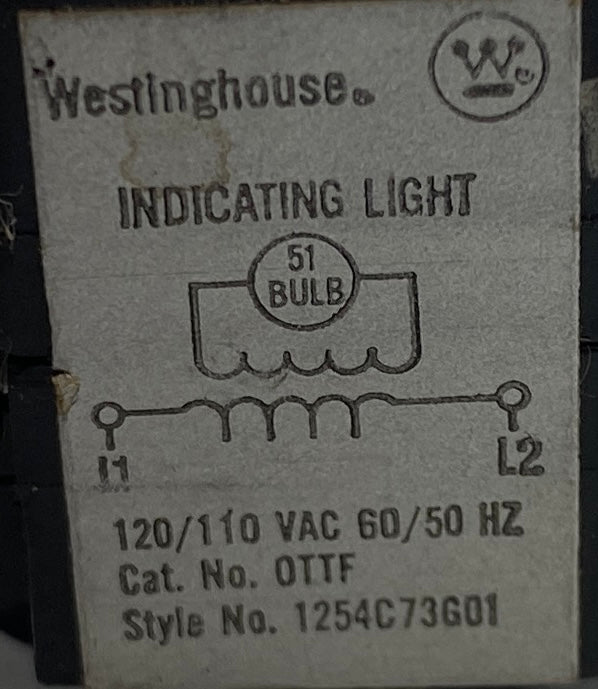 Westinghouse®
W®
INDICATING LIGHT
51
BULB
L1 L2
120/110 VAC 60/50 HZ
Cat. No. OTTF
Style No. 1254C73G01